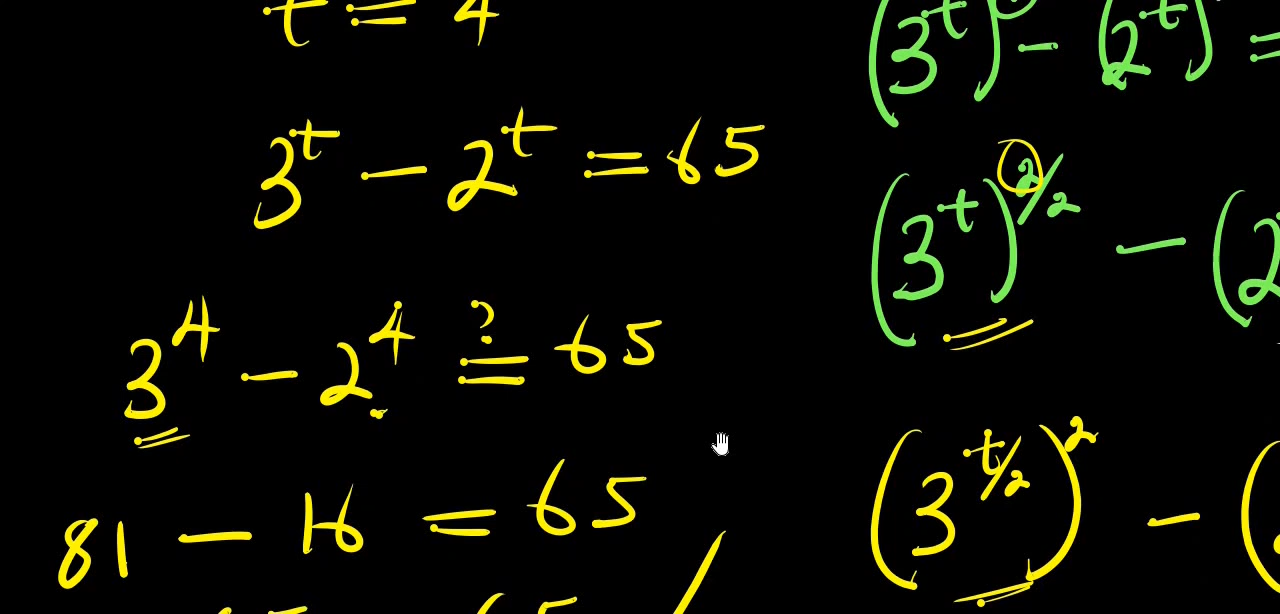 t = 4
3^t - 2^t = 65
3^4 - 2^4 ?= 65
81 - 16 = 65
(3^t) - (2^t) =
(3^t)^2/2 - (2
(3^t/2)^2 - (